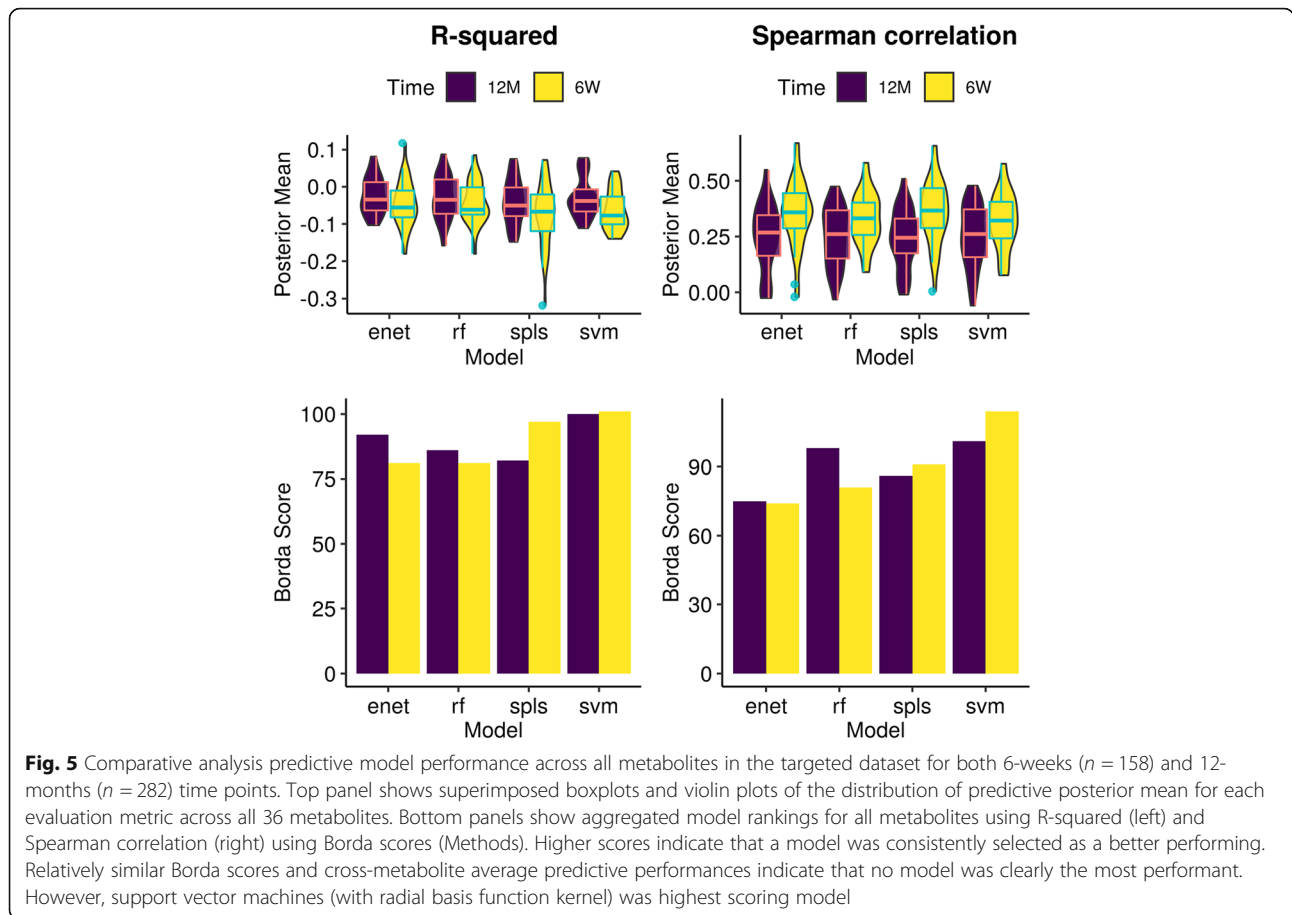 R-squared
Spearman correlation
Time 12M 6W
Time 12M 6W
Posterior Mean
0.1
0.0
-0.1
-0.2
-0.3
enet rf spls svm
Model
Posterior Mean
0.50
0.25
0.00
enet rf spls svm
Model
Borda Score
100
75
50
25
0
enet rf spls svm
Model
Borda Score
90
60
30
0
enet rf spls svm
Model
Fig. 5 Comparative analysis predictive model performance across all metabolites in the targeted dataset for both 6-weeks (n = 158) and 12-
months (n = 282) time points. Top panel shows superimposed boxplots and violin plots of the distribution of predictive posterior mean for each
evaluation metric across all 36 metabolites. Bottom panels show aggregated model rankings for all metabolites using R-squared (left) and
Spearman correlation (right) using Borda scores (Methods). Higher scores indicate that a model was consistently selected as a better performing.
Relatively similar Borda scores and cross-metabolite average predictive performances indicate that no model was clearly the most performant.
However, support vector machines (with radial basis function kernel) was highest scoring model